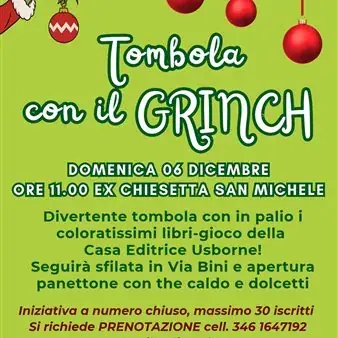 Tombola
con il GRINCH
DOMENICA 06 DICEMBRE
ORE 11.00 EX CHIESETTA SAN MICHELE
Divertente tombola con in palio i
coloratissimi libri-gioco della
Casa Editrice Usborne!
Seguirà sfilata in Via Bini e apertura
panettone con the caldo e dolcetti
Iniziativa a numero chiuso, massimo 30 iscritti
Si richiede PRENOTAZIONE cell. 346 1647192